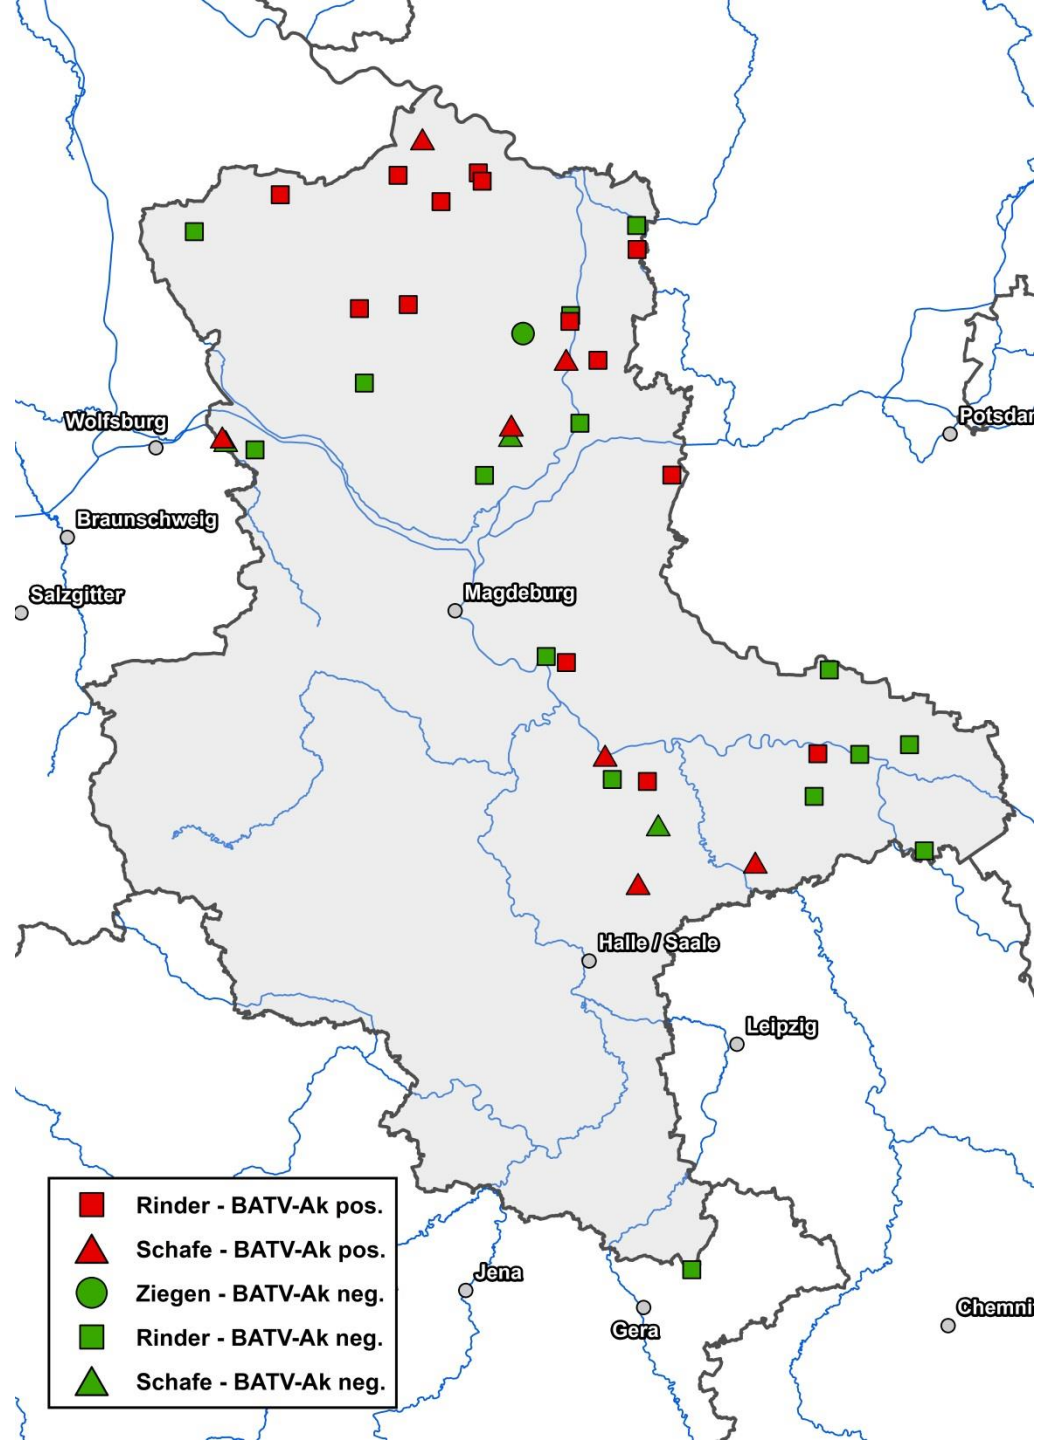 Wolfsburg
Potsdar
Braunschweig
Salzgitter
Magdeburg
Halle / Saale
Leipzig
Jena
Gera
Chemni
Rinder - BATV-Ak pos.
Schafe - BATV-Ak pos.
Ziegen - BATV-Ak neg.
Rinder - BATV-Ak neg.
Schafe - BATV-Ak neg.